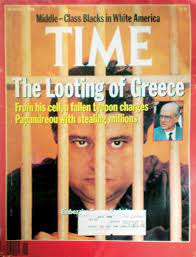 Middle-Class Blacks in White America
TIME
The Looting of Greece
From his cell, a fallen tycoon charges
Papandreou with stealing millions